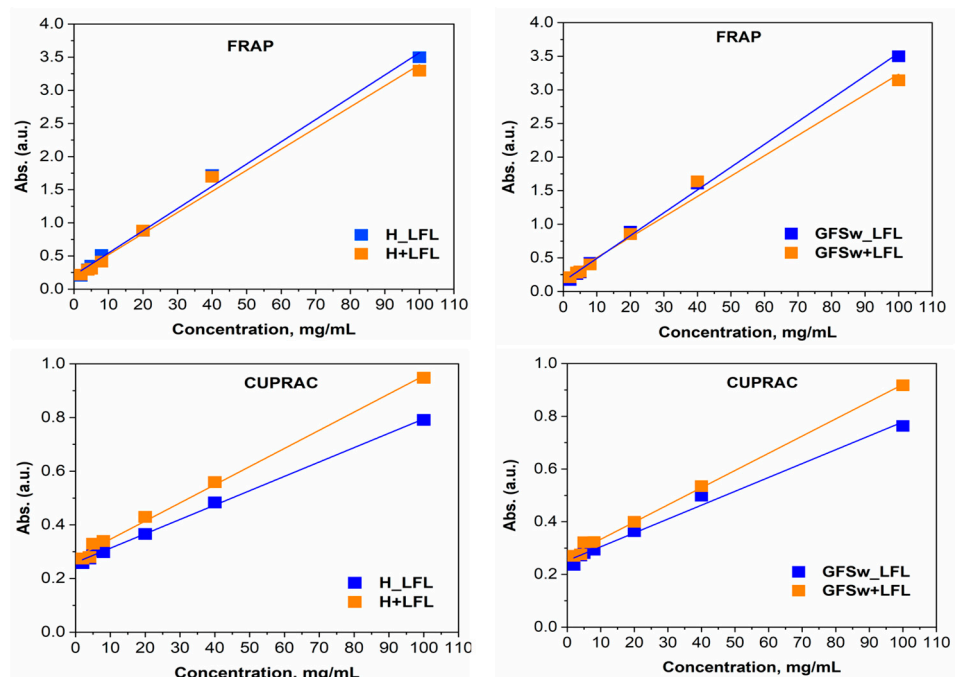 FRAP
4.0
3.5
3.0
2.5
2.0
1.5
1.0
0.5
0.0
Abs. (a.u.)
H_LFL
H+LFL
0 10 20 30 40 50 60 70 80 90 100 110
Concentration, mg/mL
FRAP
4.0
3.5
3.0
2.5
2.0
1.5
1.0
0.5
0.0
Abs. (a.u.)
GFSw_LFL
GFSw+LFL
0 10 20 30 40 50 60 70 80 90 100 110
Concentration, mg/mL
CUPRAC
1.0
0.8
0.6
0.4
0.2
0.0
Abs. (a.u.)
H_LFL
H+LFL
0 10 20 30 40 50 60 70 80 90 100 110
Concentration, mg/mL
CUPRAC
1.0
0.8
0.6
0.4
0.2
0.0
Abs. (a.u.)
GFSw_LFL
GFSw+LFL
0 10 20 30 40 50 60 70 80 90 100 110
Concentration, mg/mL